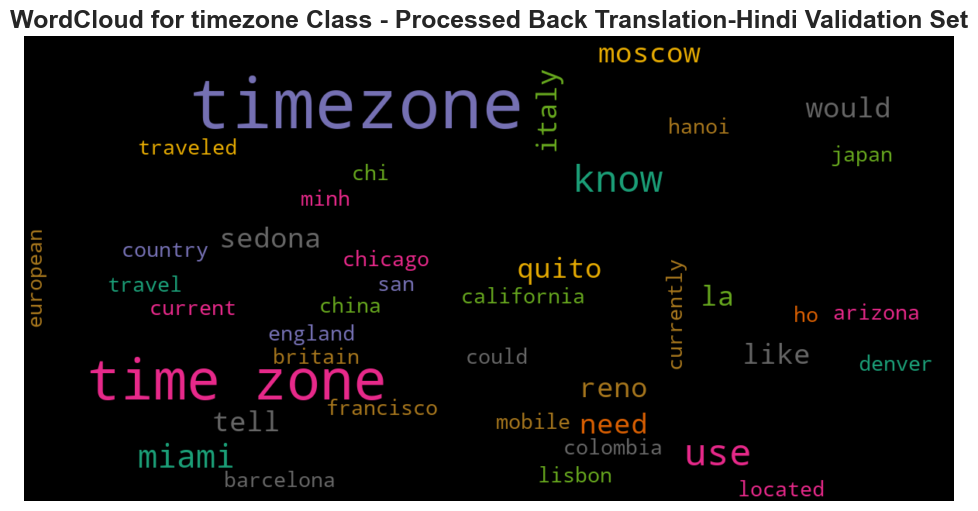 WordCloud for timezone Class - Processed Back Translation-Hindi Validation Set
moscow
timezone
italy
would
hanoi
traveled
japan
chi
know
minh
sedona
european
country
chicago
quito
currently
travel
san
california
la
current
china
ho
arizona
england
britain
could
like
denver
time zone
reno
francisco
tell
mobile
need
miami
colombia
use
barcelona
lisbon
located